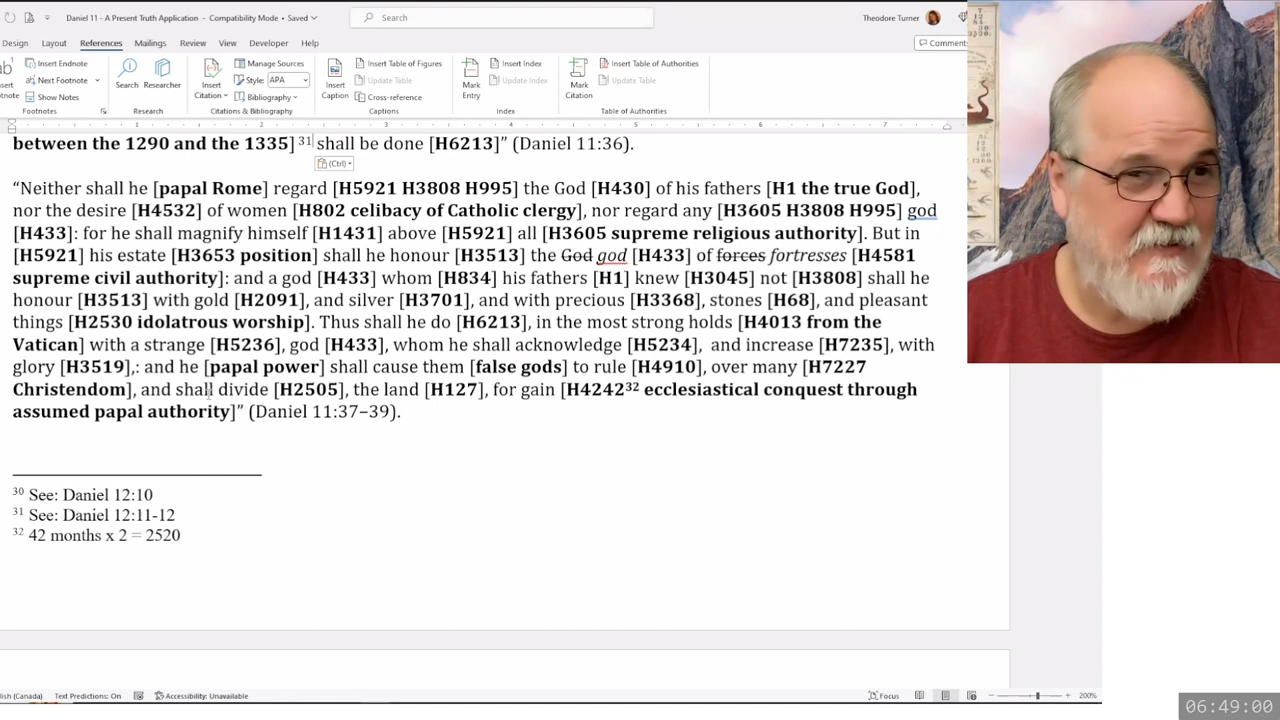 Daniel 11 - A Present Truth Application - Compatibility Mode • Saved
Search
Theodore Turner
Design Layout References Mailings Review View Developer Help
Comment
Insert Endnote
Next Footnote
Show Notes
Footnotes
Search
Researcher
Research
Insert Citation
Manage Sources
Style: APA
Bibliography
Citations & Bibliography
Insert Caption
Insert Table of Figures
Update Table
Cross-reference
Captions
Mark Entry
Insert Index
Update Index
Index
Mark Citation
Insert Table of Authorities
Update Table
Table of Authorities
1 2 3 4 5 6 7
between the 1290 and the 1335] 31 shall be done [H6213]” (Daniel 11:36).
(Ctrl)
“Neither shall he [papal Rome] regard [H5921 H3808 H995] the God [H430] of his fathers [H1 the true God],
nor the desire [H4532] of women [H802 celibacy of Catholic clergy], nor regard any [H3605 H3808 H995] god
[H433]: for he shall magnify himself [H1431] above [H5921] all [H3605 supreme religious authority]. But in
[H5921] his estate [H3653 position] shall he honour [H3513] the God god [H433] of forces fortresses [H4581
supreme civil authority]: and a god [H433] whom [H834] his fathers [H1] knew [H3045] not [H3808] shall he
honour [H3513] with gold [H2091], and silver [H3701], and with precious [H3368], stones [H68], and pleasant
things [H2530 idolatrous worship]. Thus shall he do [H6213], in the most strong holds [H4013 from the
Vatican] with a strange [H5236], god [H433], whom he shall acknowledge [H5234], and increase [H7235], with
glory [H3519],: and he [papal power] shall cause them [false gods] to rule [H4910], over many [H7227
Christendom], and shall divide [H2505], the land [H127], for gain [H424232 ecclesiastical conquest through
assumed papal authority]” (Daniel 11:37–39).
30 See: Daniel 12:10
31 See: Daniel 12:11-12
32 42 months x 2 = 2520
English (Canada) Text Predictions: On Accessibility: Unavailable Focus 200%
06:49:00